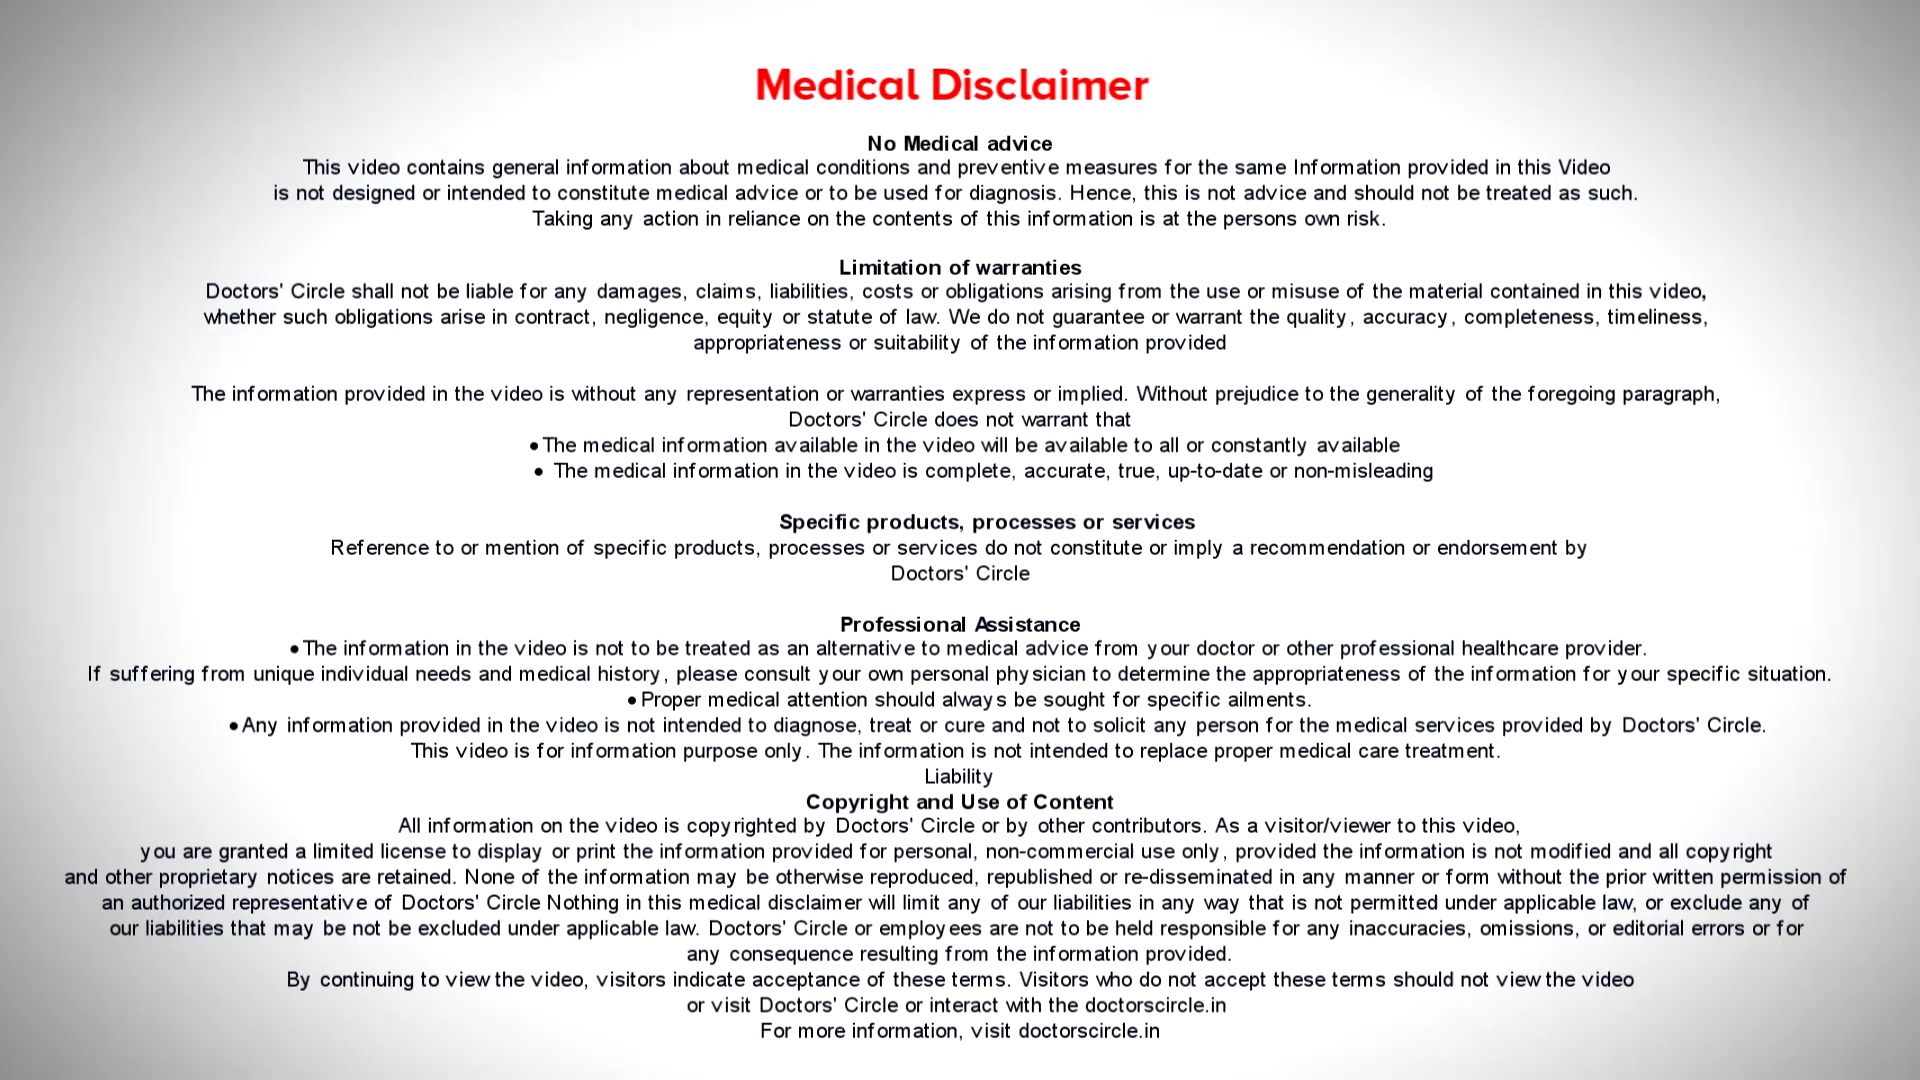 Medical Disclaimer
No Medical advice
This video contains general information about medical conditions and preventive measures for the same Information provided in this Video
is not designed or intended to constitute medical advice or to be used for diagnosis. Hence, this is not advice and should not be treated as such.
Taking any action in reliance on the contents of this information is at the persons own risk.
Limitation of warranties
Doctors' Circle shall not be liable for any damages, claims, liabilities, costs or obligations arising from the use or misuse of the material contained in this video,
whether such obligations arise in contract, negligence, equity or statute of law. We do not guarantee or warrant the quality, accuracy, completeness, timeliness,
appropriateness or suitability of the information provided
The information provided in the video is without any representation or warranties express or implied. Without prejudice to the generality of the foregoing paragraph,
Doctors' Circle does not warrant that
• The medical information available in the video will be available to all or constantly available
• The medical information in the video is complete, accurate, true, up-to-date or non-misleading
Specific products, processes or services
Reference to or mention of specific products, processes or services do not constitute or imply a recommendation or endorsement by
Doctors' Circle
Professional Assistance
• The information in the video is not to be treated as an alternative to medical advice from your doctor or other professional healthcare provider.
If suffering from unique individual needs and medical history, please consult your own personal physician to determine the appropriateness of the information for your specific situation.
• Proper medical attention should always be sought for specific ailments.
• Any information provided in the video is not intended to diagnose, treat or cure and not to solicit any person for the medical services provided by Doctors' Circle.
This video is for information purpose only. The information is not intended to replace proper medical care treatment.
Liability
Copyright and Use of Content
All information on the video is copyrighted by Doctors' Circle or by other contributors. As a visitor/viewer to this video,
you are granted a limited license to display or print the information provided for personal, non-commercial use only, provided the information is not modified and all copyright
and other proprietary notices are retained. None of the information may be otherwise reproduced, republished or re-disseminated in any manner or form without the prior written permission of
an authorized representative of Doctors' Circle Nothing in this medical disclaimer will limit any of our liabilities in any way that is not permitted under applicable law, or exclude any of
our liabilities that may be not be excluded under applicable law. Doctors' Circle or employees are not to be held responsible for any inaccuracies, omissions, or editorial errors or for
any consequence resulting from the information provided.
By continuing to view the video, visitors indicate acceptance of these terms. Visitors who do not accept these terms should not view the video
or visit Doctors' Circle or interact with the doctorscircle.in
For more information, visit doctorscircle.in